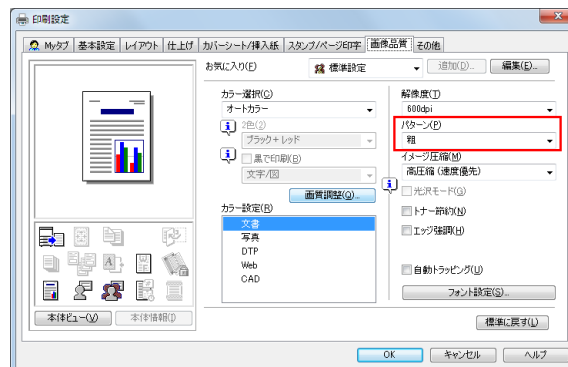 印刷設定
Myタブ 基本設定 レイアウト 仕上げ カバーシート/挿入紙 スタンプ/ページ印字 画像品質 その他
お気に入り(F) 標準設定 追加(D)... 編集(E)...
カラー選択(C)
オートカラー
2色(2)
ブラック+レッド
黒で印刷(B)
文字/図
画質調整(Q)...
カラー設定(R)
文書
写真
DTP
Web
CAD
解像度(T)
600dpi
パターン(P)
粗
イメージ圧縮(M)
高圧縮 (速度優先)
光沢モード(G)
トナー節約(N)
エッジ強調(H)
自動トラッピング(U)
フォント設定(S)...
本体ビュー(V) 本体情報(I)
標準に戻す(L)
OK キャンセル ヘルプ